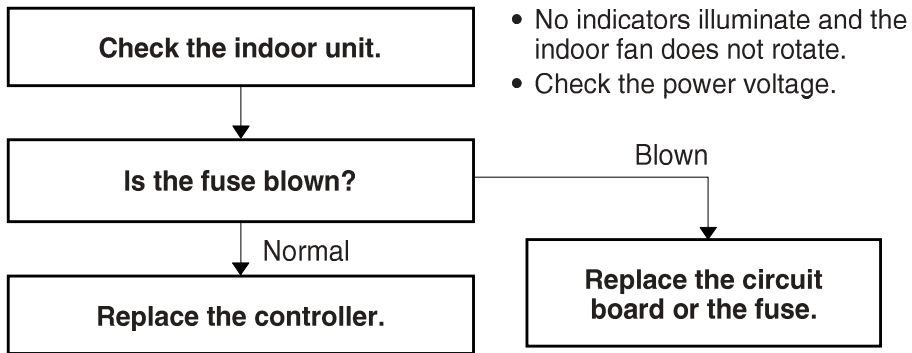 Check the indoor unit.
• No indicators illuminate and the
indoor fan does not rotate.
• Check the power voltage.
Is the fuse blown?
Blown
Normal
Replace the circuit
board or the fuse.
Replace the controller.